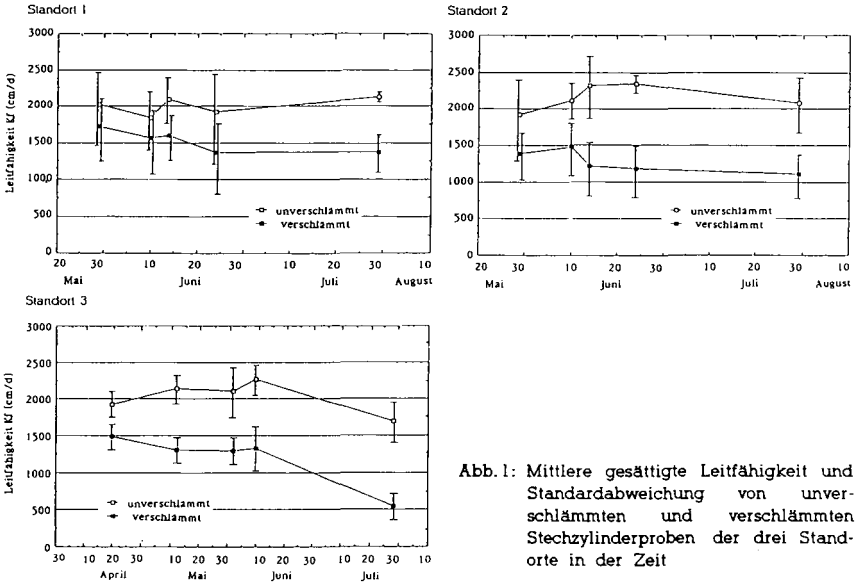 Standort 1
Leitfähigkeit Kf (cm/d)
3000
2500
2000
1500
1000
500
0
unverschlämmt
verschlämmt
20 30 10 20 30 10 20 30 10
Mai Juni Juli August
Standort 2
3000
2500
2000
1500
1000
500
0
unverschlämmt
verschlämmt
20 30 10 20 30 10 20 30 10
Mai Juni Juli August
Standort 3
Leitfähigkeit Kf (cm/d)
3000
2500
2000
1500
1000
500
0
unverschlämmt
verschlämmt
30 10 20 30 10 20 30 10 20 30 10 20 30
April Mai Juni Juli
Abb.1: Mittlere gesättigte Leitfähigkeit und
Standardabweichung von unver-
schlämmten und verschlämmten
Stechzylinderproben der drei Stand-
orte in der Zeit